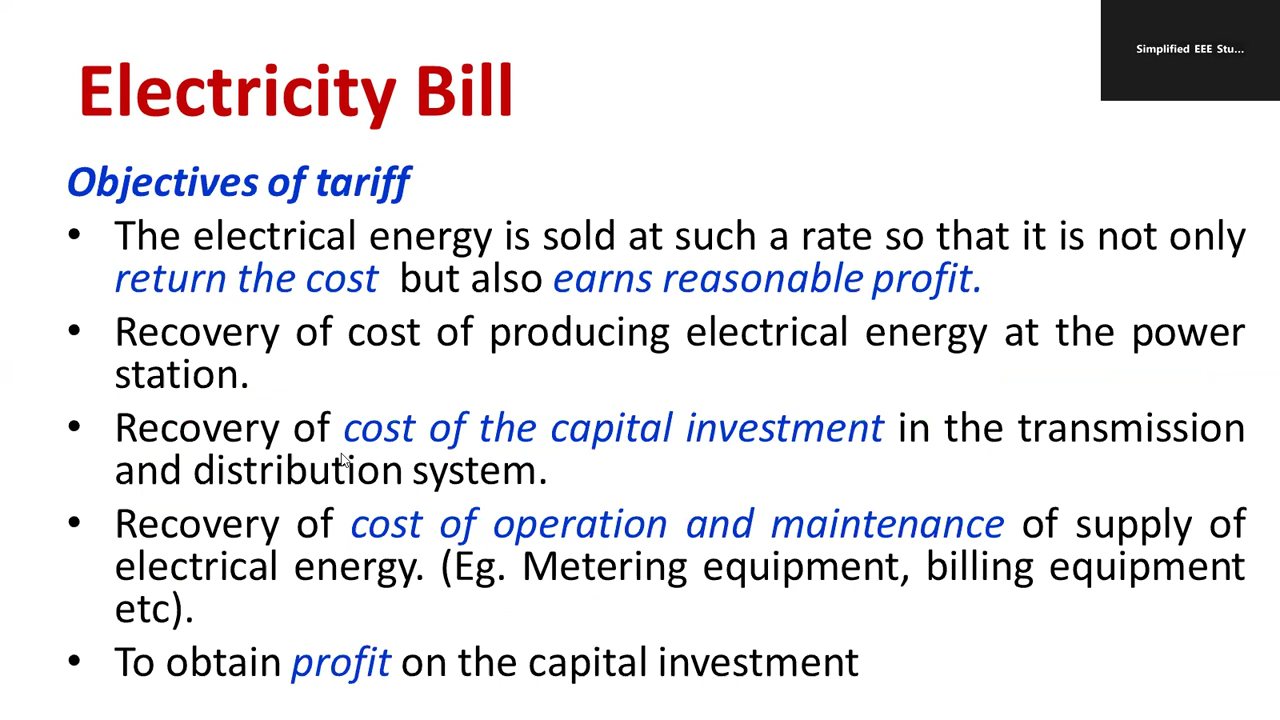 Simplified EEE Stu...
Electricity Bill
Objectives of tariff
• The electrical energy is sold at such a rate so that it is not only
return the cost but also earns reasonable profit.
• Recovery of cost of producing electrical energy at the power
station.
• Recovery of cost of the capital investment in the transmission
and distribution system.
• Recovery of cost of operation and maintenance of supply of
electrical energy. (Eg. Metering equipment, billing equipment
etc).
• To obtain profit on the capital investment